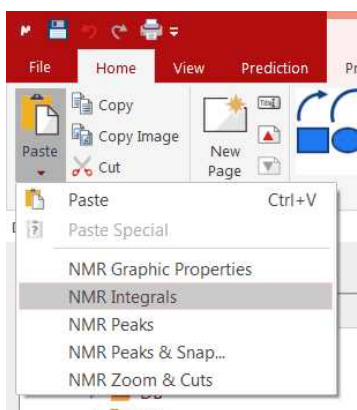 File Home View Prediction
Paste
Copy
Copy Image
Cut
New
Page
Title
Paste Ctrl+V
Paste Special
NMR Graphic Properties
NMR Integrals
NMR Peaks
NMR Peaks & Snap...
NMR Zoom & Cuts